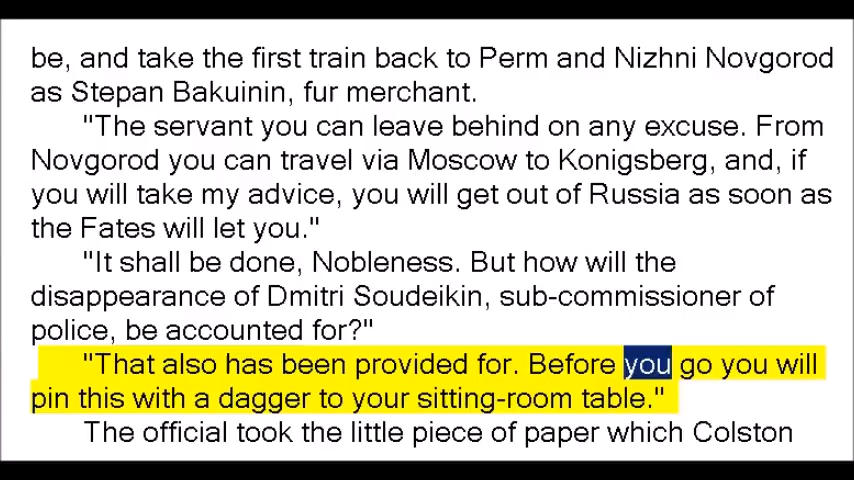 be, and take the first train back to Perm and Nizhni Novgorod
as Stepan Bakuinin, fur merchant.
"The servant you can leave behind on any excuse. From
Novgorod you can travel via Moscow to Konigsberg, and, if
you will take my advice, you will get out of Russia as soon as
the Fates will let you."
"It shall be done, Nobleness. But how will the
disappearance of Dmitri Soudeikin, sub-commissioner of
police, be accounted for?"
"That also has been provided for. Before you go you will
pin this with a dagger to your sitting-room table."
The official took the little piece of paper which Colston